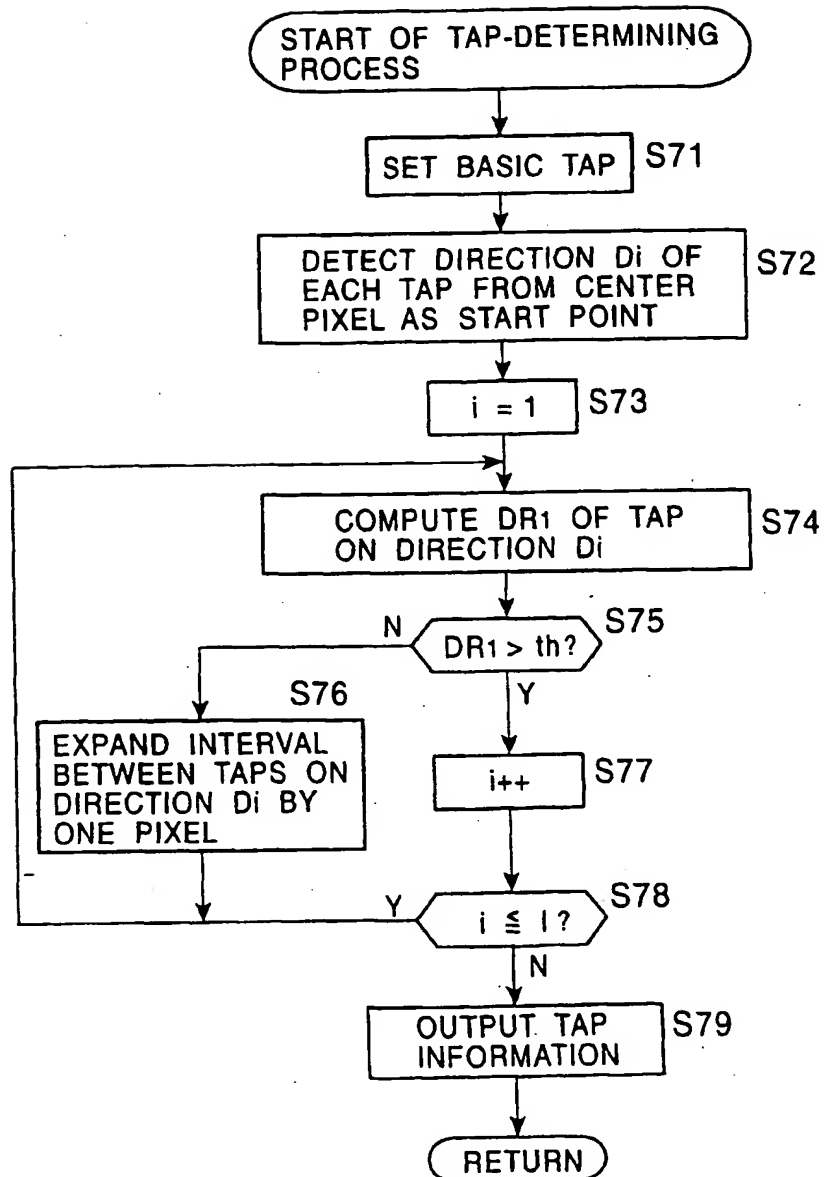 START OF TAP-DETERMINING
PROCESS
SET BASIC TAP
S71
DETECT DIRECTION Di OF
EACH TAP FROM CENTER
PIXEL AS START POINT
S72
i = 1
S73
COMPUTE DR1 OF TAP
ON DIRECTION Di
S74
DR1 > th?
S75
N
Y
S76
EXPAND INTERVAL
BETWEEN TAPS ON
DIRECTION Di BY
ONE PIXEL
i++
S77
i ≦ I ?
S78
Y
N
OUTPUT TAP
INFORMATION
S79
RETURN